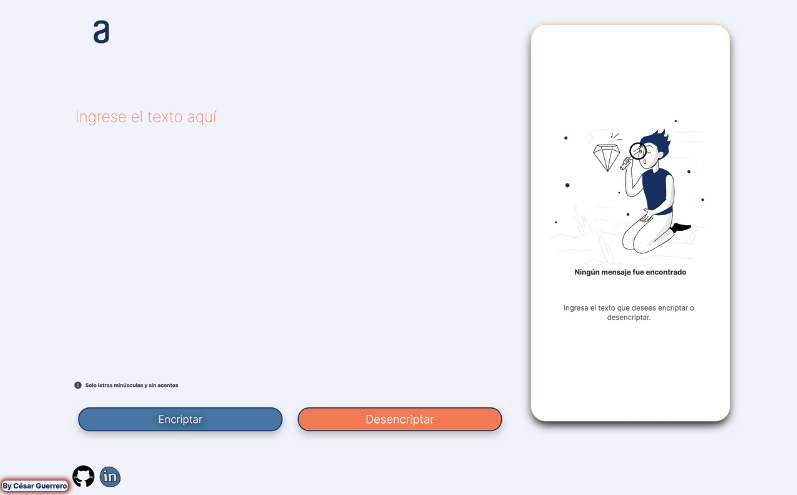 a
Ingrese el texto aquí
Ningún mensaje fue encontrado
Ingresa el texto que desees encriptar o
desencriptar.
Solo letras minúsculas y sin acentos
Encriptar
Desencriptar
in
By César Guerrero